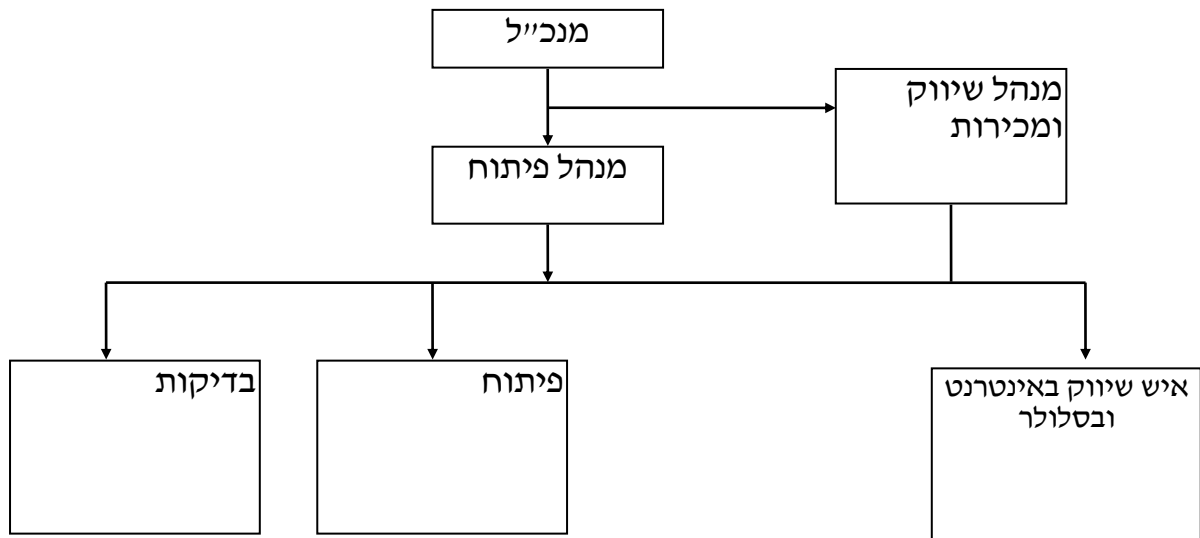 מנכ״ל
מנהל שיווק
ומכירות
מנהל פיתוח
איש שיווק באינטרנט
ובסלולר
פיתוח
בדיקות